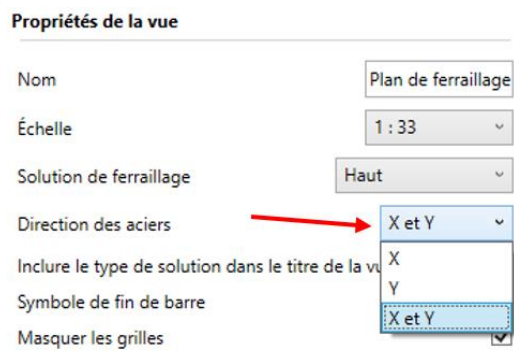 Propriétés de la vue
Nom Plan de ferraillage
Échelle 1 : 33
Solution de ferraillage Haut
Direction des aciers X et Y
X
Inclure le type de solution dans le titre de la
Y
Symbole de fin de barre
X et Y
Masquer les grilles